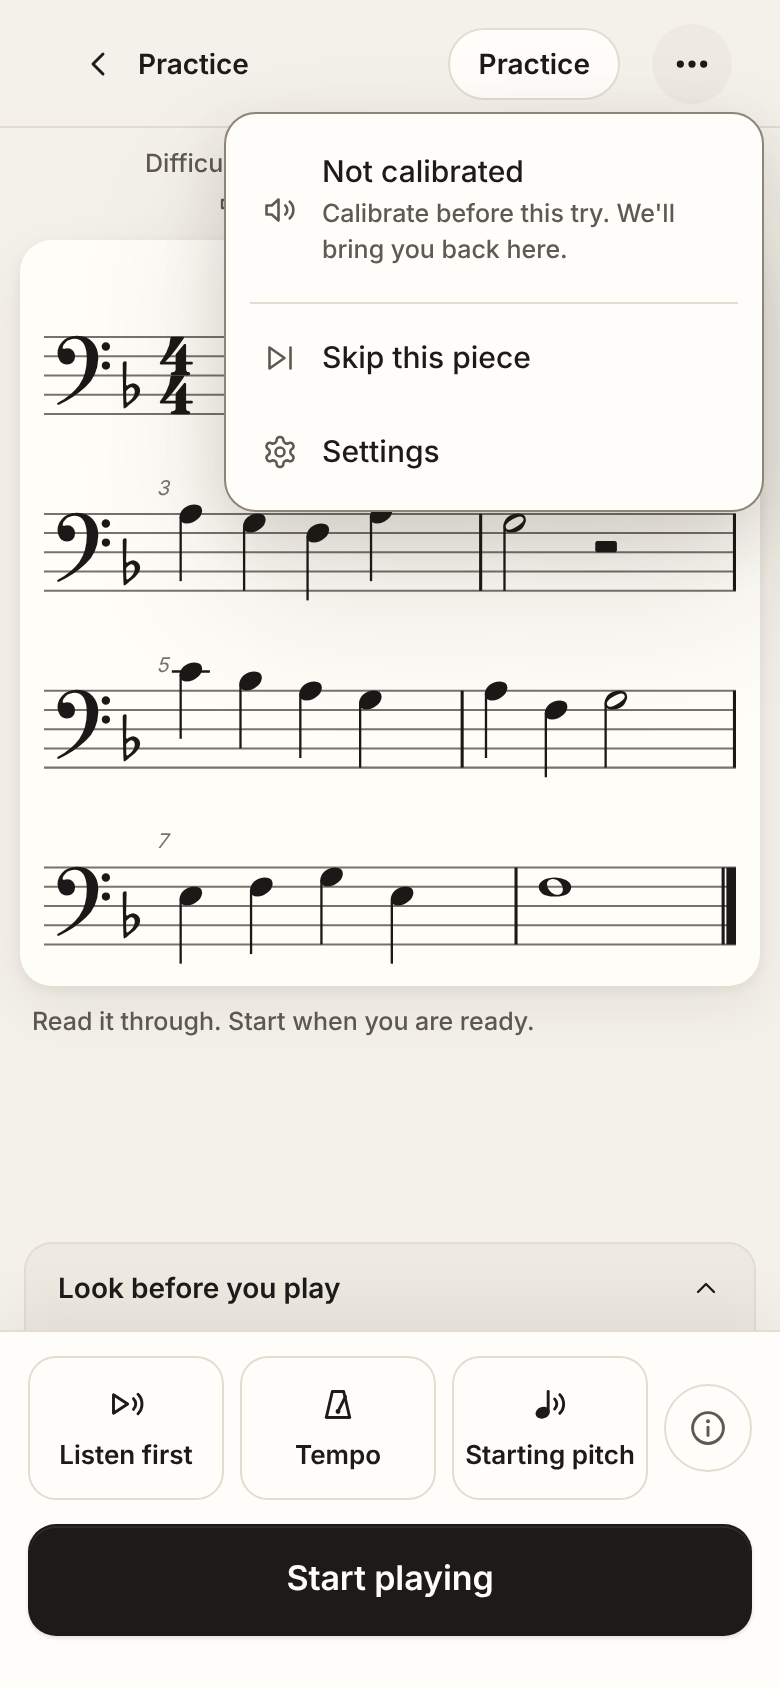 Practice
Practice
Not calibrated
Calibrate before this try. We'll
bring you back here.
Skip this piece
Settings
3
5
7
Read it through. Start when you are ready.
Look before you play
Listen first
Tempo
Starting pitch
Start playing